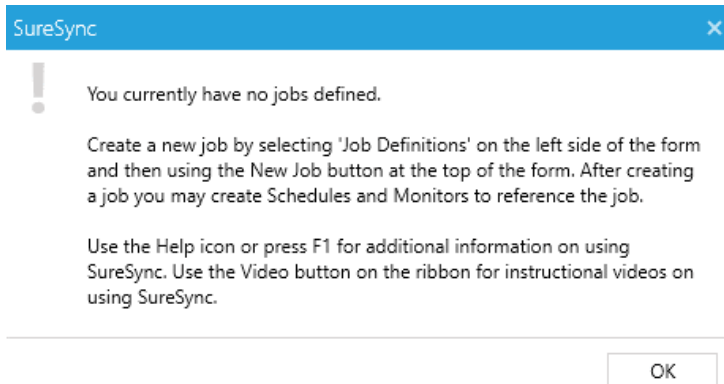 SureSync
You currently have no jobs defined.
Create a new job by selecting 'Job Definitions' on the left side of the form
and then using the New Job button at the top of the form. After creating
a job you may create Schedules and Monitors to reference the job.
Use the Help icon or press F1 for additional information on using
SureSync. Use the Video button on the ribbon for instructional videos on
using SureSync.
OK